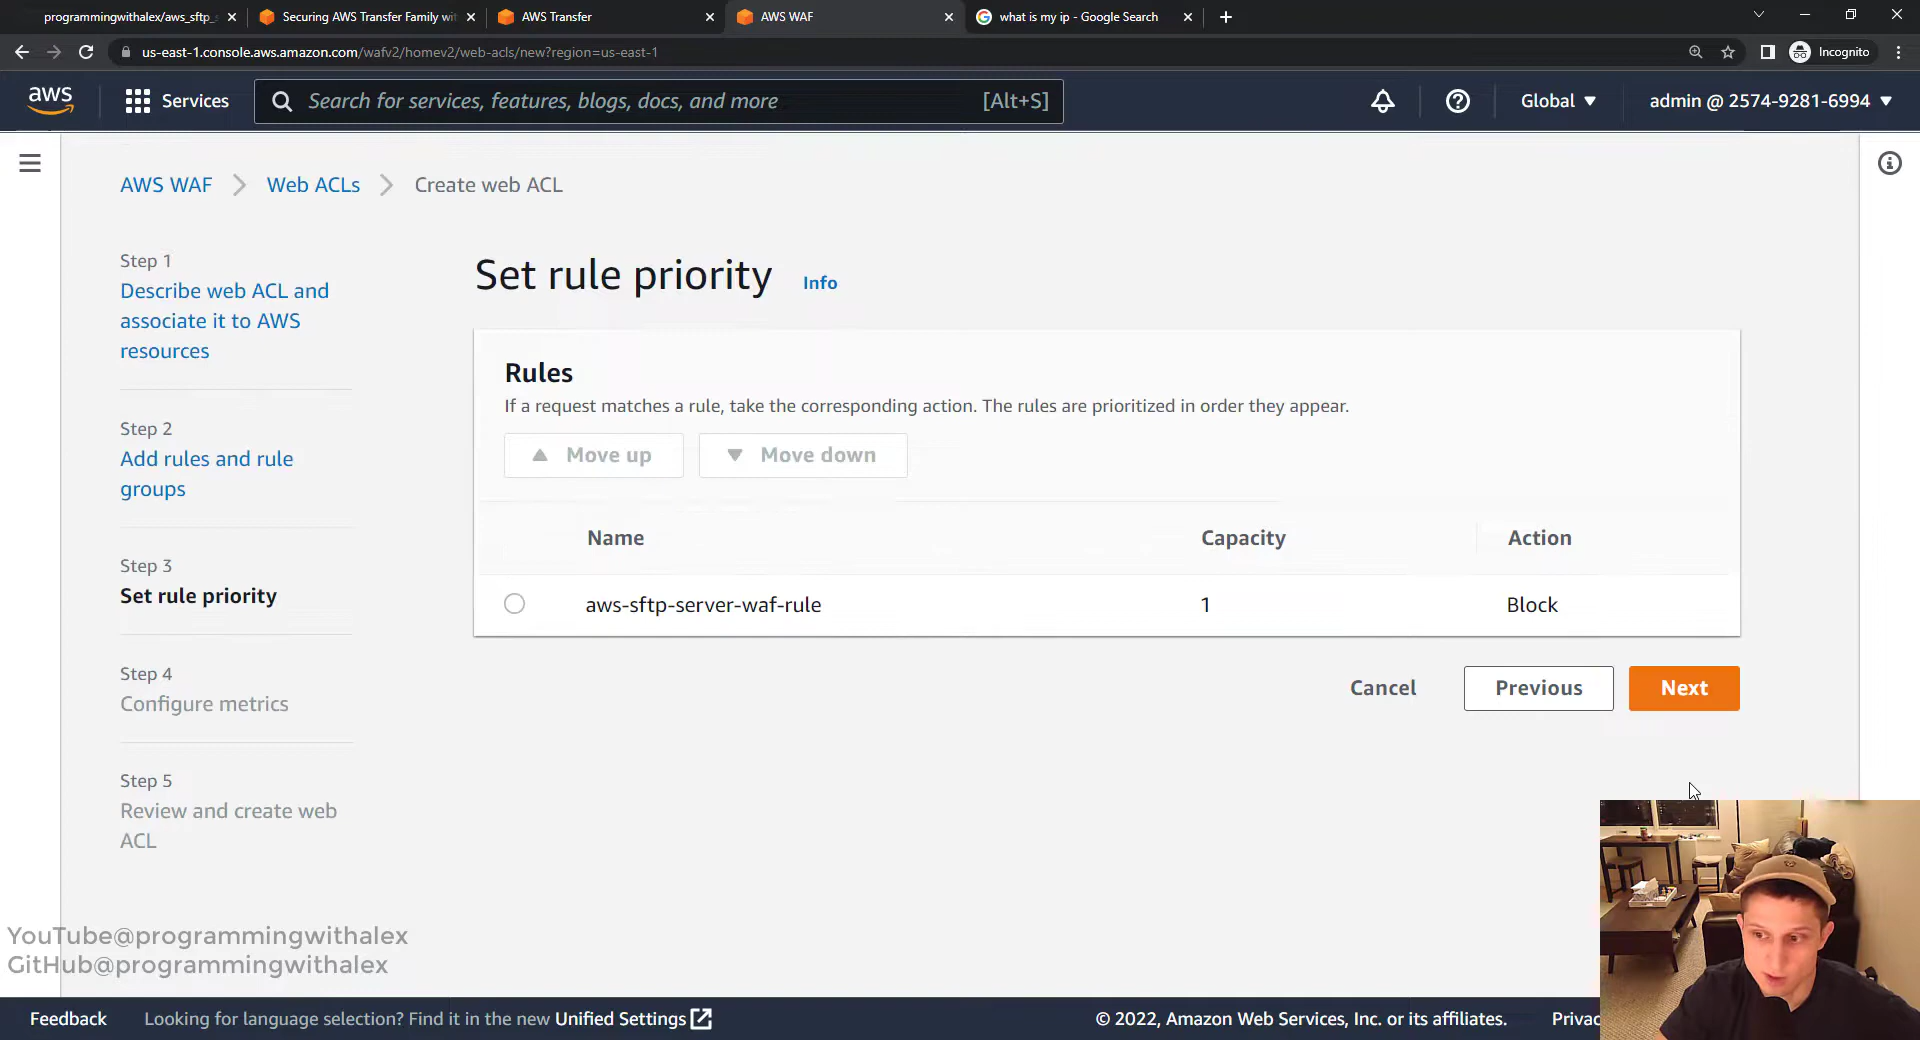 programmingwithalex/aws_sftp_s
Securing AWS Transfer Family wi
AWS Transfer
AWS WAF
what is my ip - Google Search
us-east-1.console.aws.amazon.com/wafv2/homev2/web-acls/new?region=us-east-1
Incognito
aws
Services
Search for services, features, blogs, docs, and more
[Alt+S]
Global
admin @ 2574-9281-6994
AWS WAF
Web ACLs
Create web ACL
Step 1
Describe web ACL and
associate it to AWS
resources
Step 2
Add rules and rule
groups
Step 3
Set rule priority
Step 4
Configure metrics
Step 5
Review and create web
ACL
Set rule priority
Info
Rules
If a request matches a rule, take the corresponding action. The rules are prioritized in order they appear.
Move up
Move down
Name
Capacity
Action
aws-sftp-server-waf-rule
1
Block
Cancel
Previous
Next
YouTube@programmingwithalex
GitHub@programmingwithalex
Feedback
Looking for language selection? Find it in the new Unified Settings
© 2022, Amazon Web Services, Inc. or its affiliates.
Privac